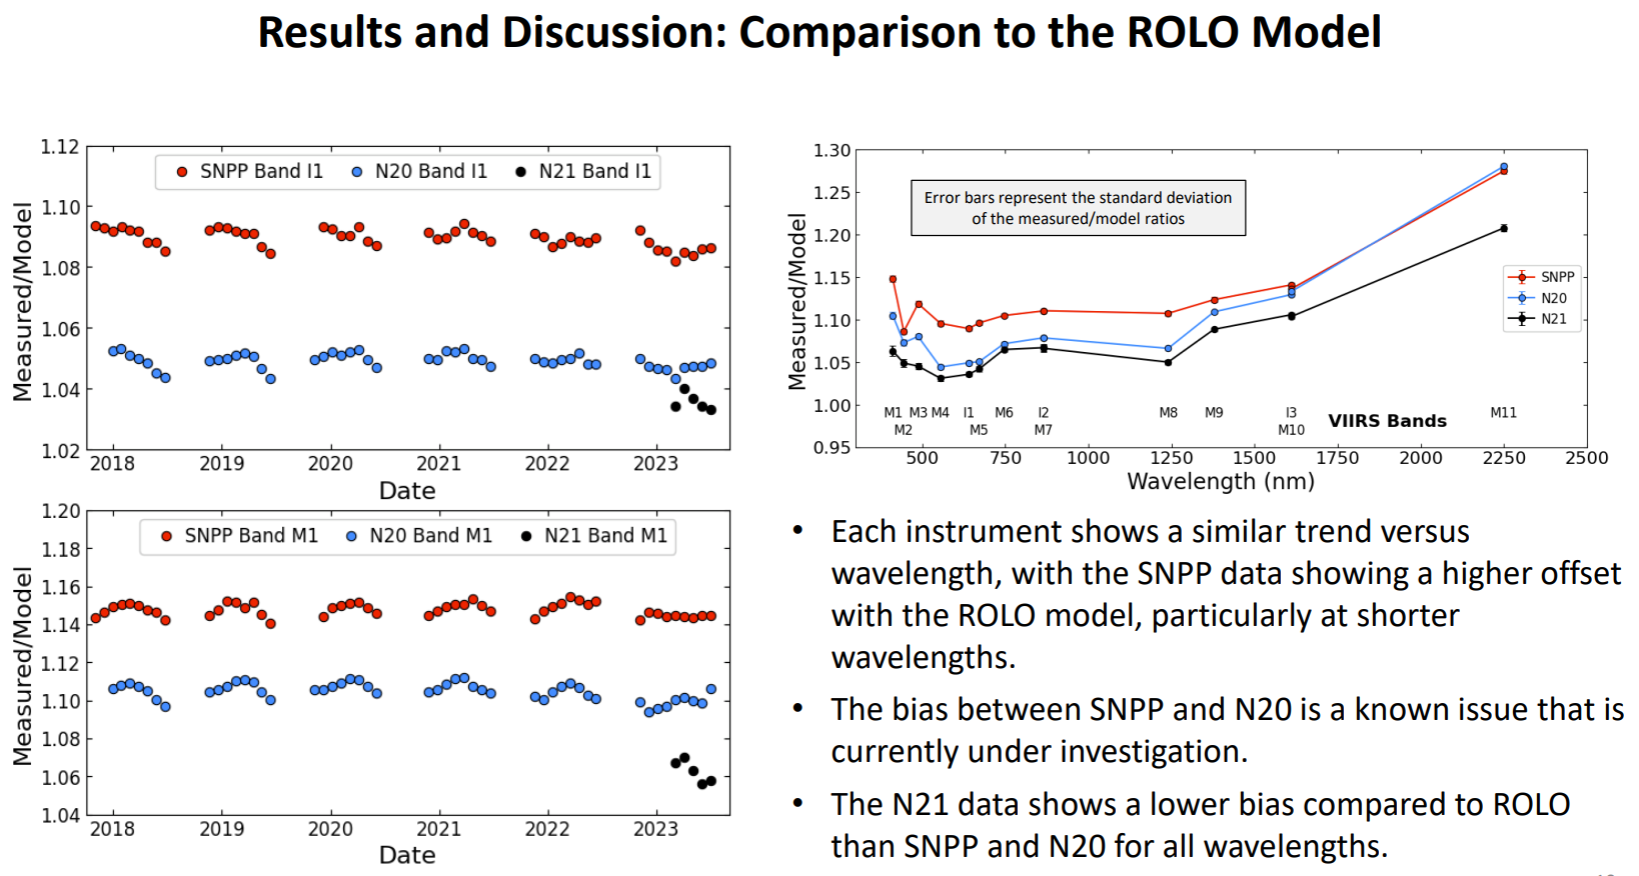 Results and Discussion: Comparison to the ROLO Model
SNPP Band I1 N20 Band I1 N21 Band I1
Measured/Model
1.12
1.10
1.08
1.06
1.04
1.02
2018 2019 2020 2021 2022 2023
Date
SNPP Band M1 N20 Band M1 N21 Band M1
Measured/Model
1.20
1.18
1.16
1.14
1.12
1.10
1.08
1.06
1.04
2018 2019 2020 2021 2022 2023
Date
Measured/Model
1.30
1.25
1.20
1.15
1.10
1.05
1.00
0.95
Error bars represent the standard deviation
of the measured/model ratios
SNPP
N20
N21
M1 M3 M4 I1 M6 I2 M8 M9 I3 M11
M2 M5 M7 M10
VIIRS Bands
500 750 1000 1250 1500 1750 2000 2250 2500
Wavelength (nm)
• Each instrument shows a similar trend versus
wavelength, with the SNPP data showing a higher offset
with the ROLO model, particularly at shorter
wavelengths.
• The bias between SNPP and N20 is a known issue that is
currently under investigation.
• The N21 data shows a lower bias compared to ROLO
than SNPP and N20 for all wavelengths.